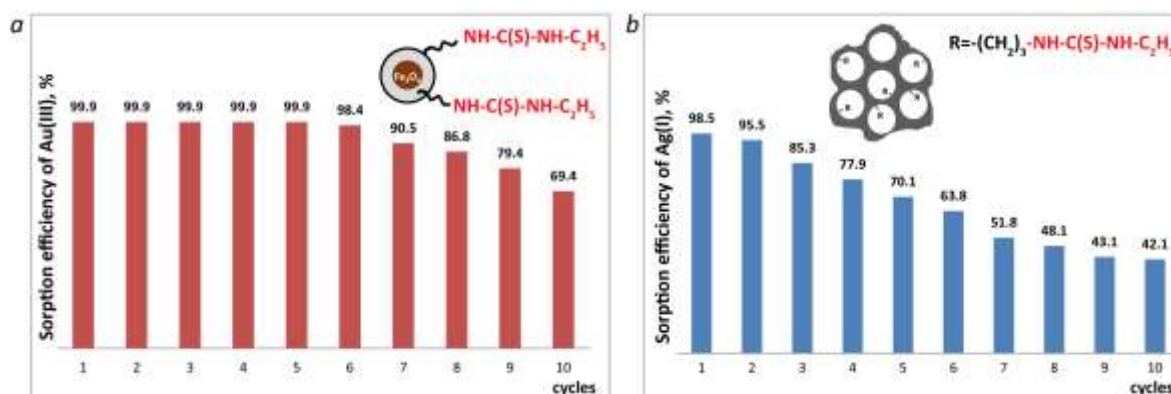 a
Sorption efficiency of Au(III), %
NH-C(S)-NH-C₂H₅
Fe₃O₄
NH-C(S)-NH-C₂H₅
99.9 99.9 99.9 99.9 99.9 98.4 90.5 86.8 79.4 69.4
1 2 3 4 5 6 7 8 9 10
cycles
b
Sorption efficiency of Ag(I), %
R=-(CH₂)₃-NH-C(S)-NH-C₂H₅
R R R R R R
98.5 95.5 85.3 77.9 70.1 63.8 51.8 48.1 43.1 42.1
1 2 3 4 5 6 7 8 9 10
cycles